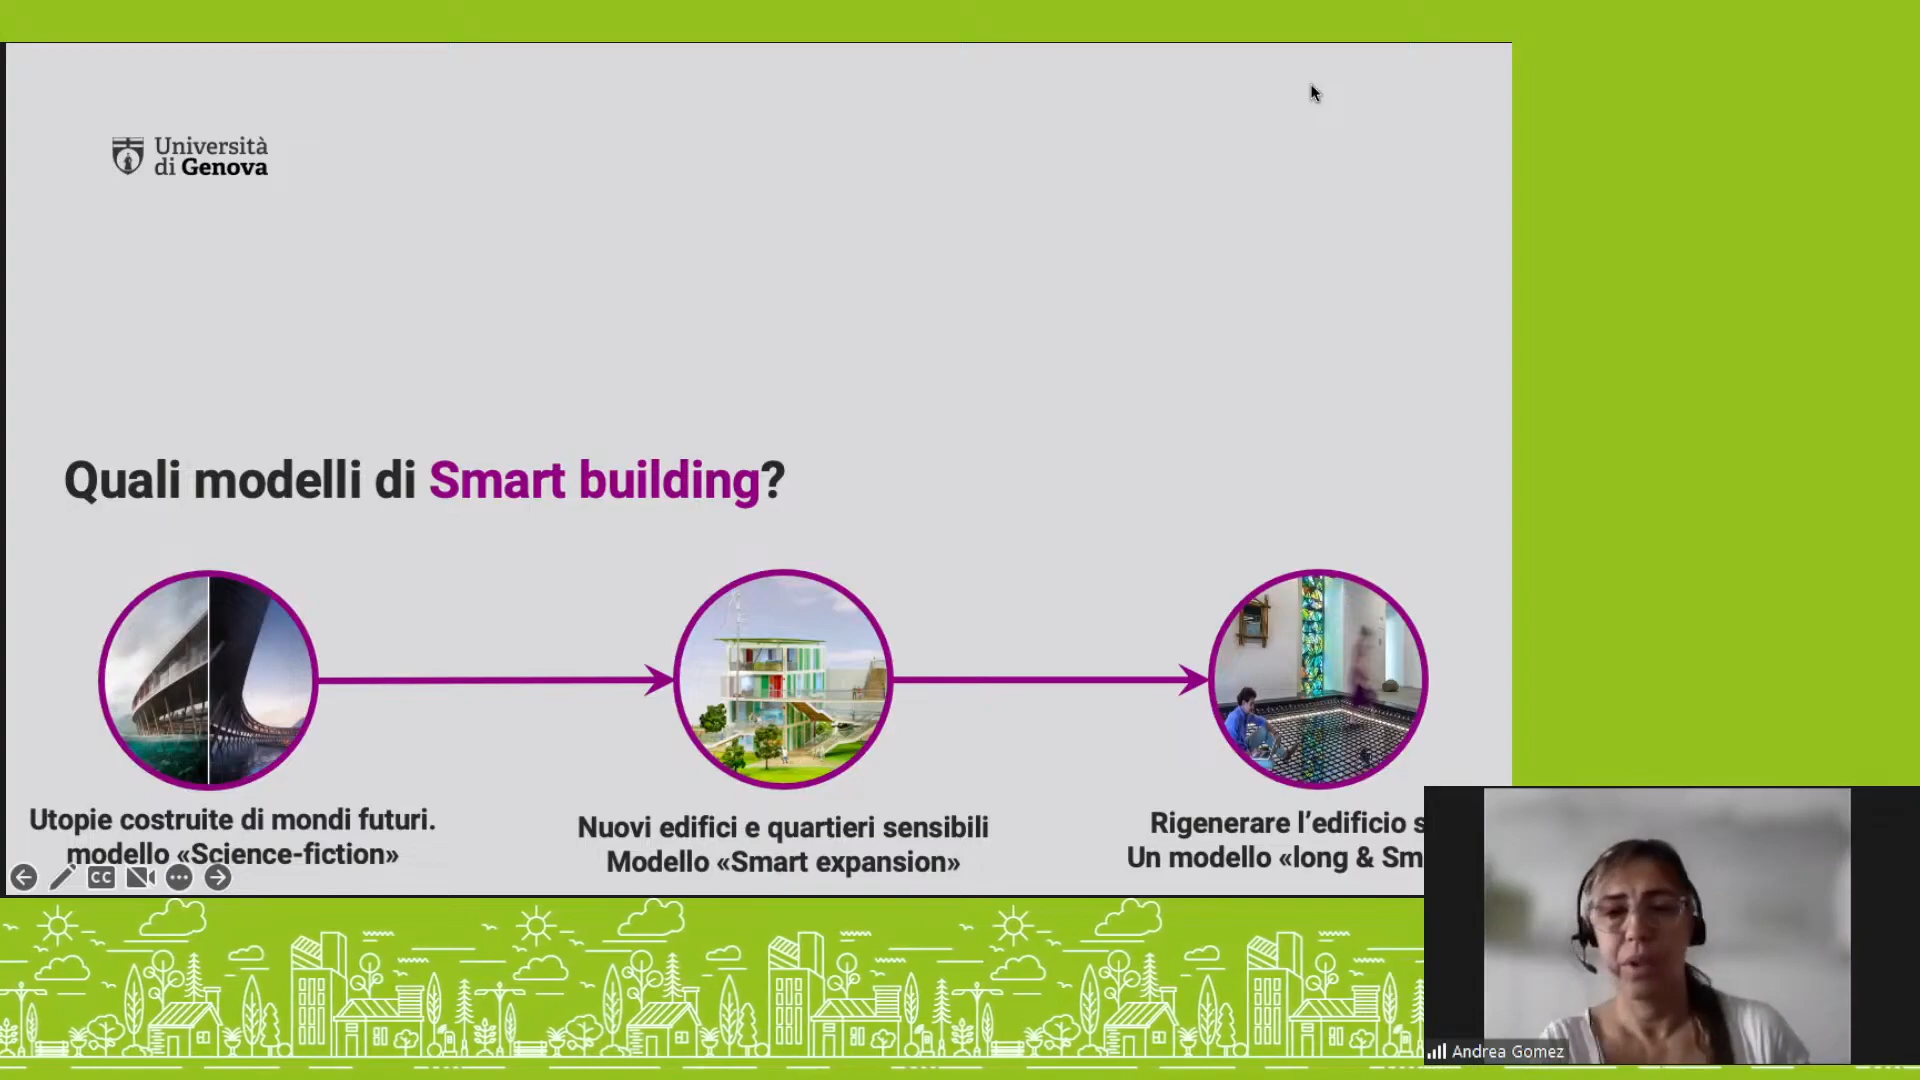 Università
di Genova
Quali modelli di Smart building?
Utopie costruite di mondi futuri.
modello «Science-fiction»
Nuovi edifici e quartieri sensibili
Modello «Smart expansion»
Rigenerare l’edificio s
Un modello «long & Sm
CC
Andrea Gomez